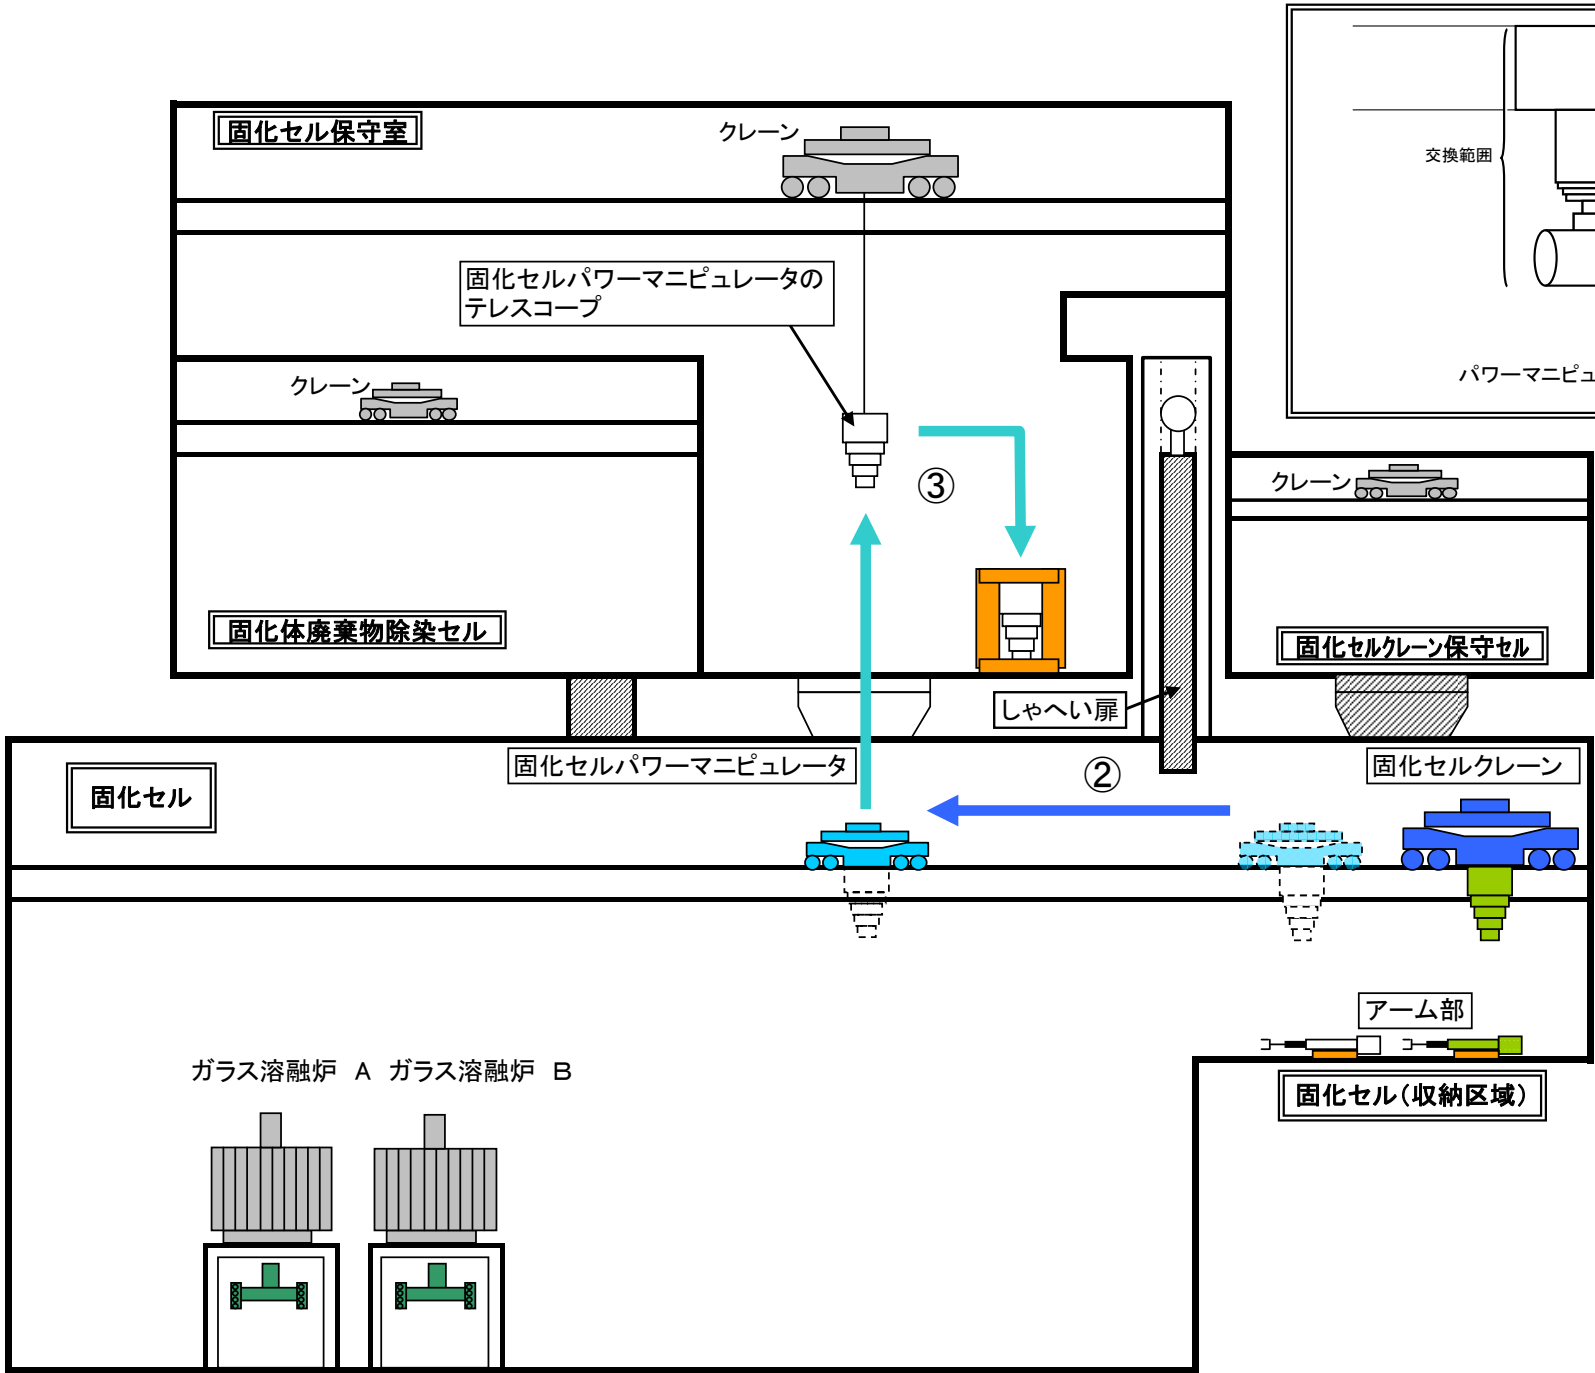 固化セル保守室
クレーン
交換範囲
固化セルパワーマニピュレータの
テレスコープ
パワーマニピュ
クレーン
クレーン
③
固化体廃棄物除染セル
固化セルクレーン保守セル
しゃへい扉
固化セルパワーマニピュレータ
②
固化セルクレーン
固化セル
アーム部
ガラス溶融炉 A ガラス溶融炉 B
固化セル(収納区域)